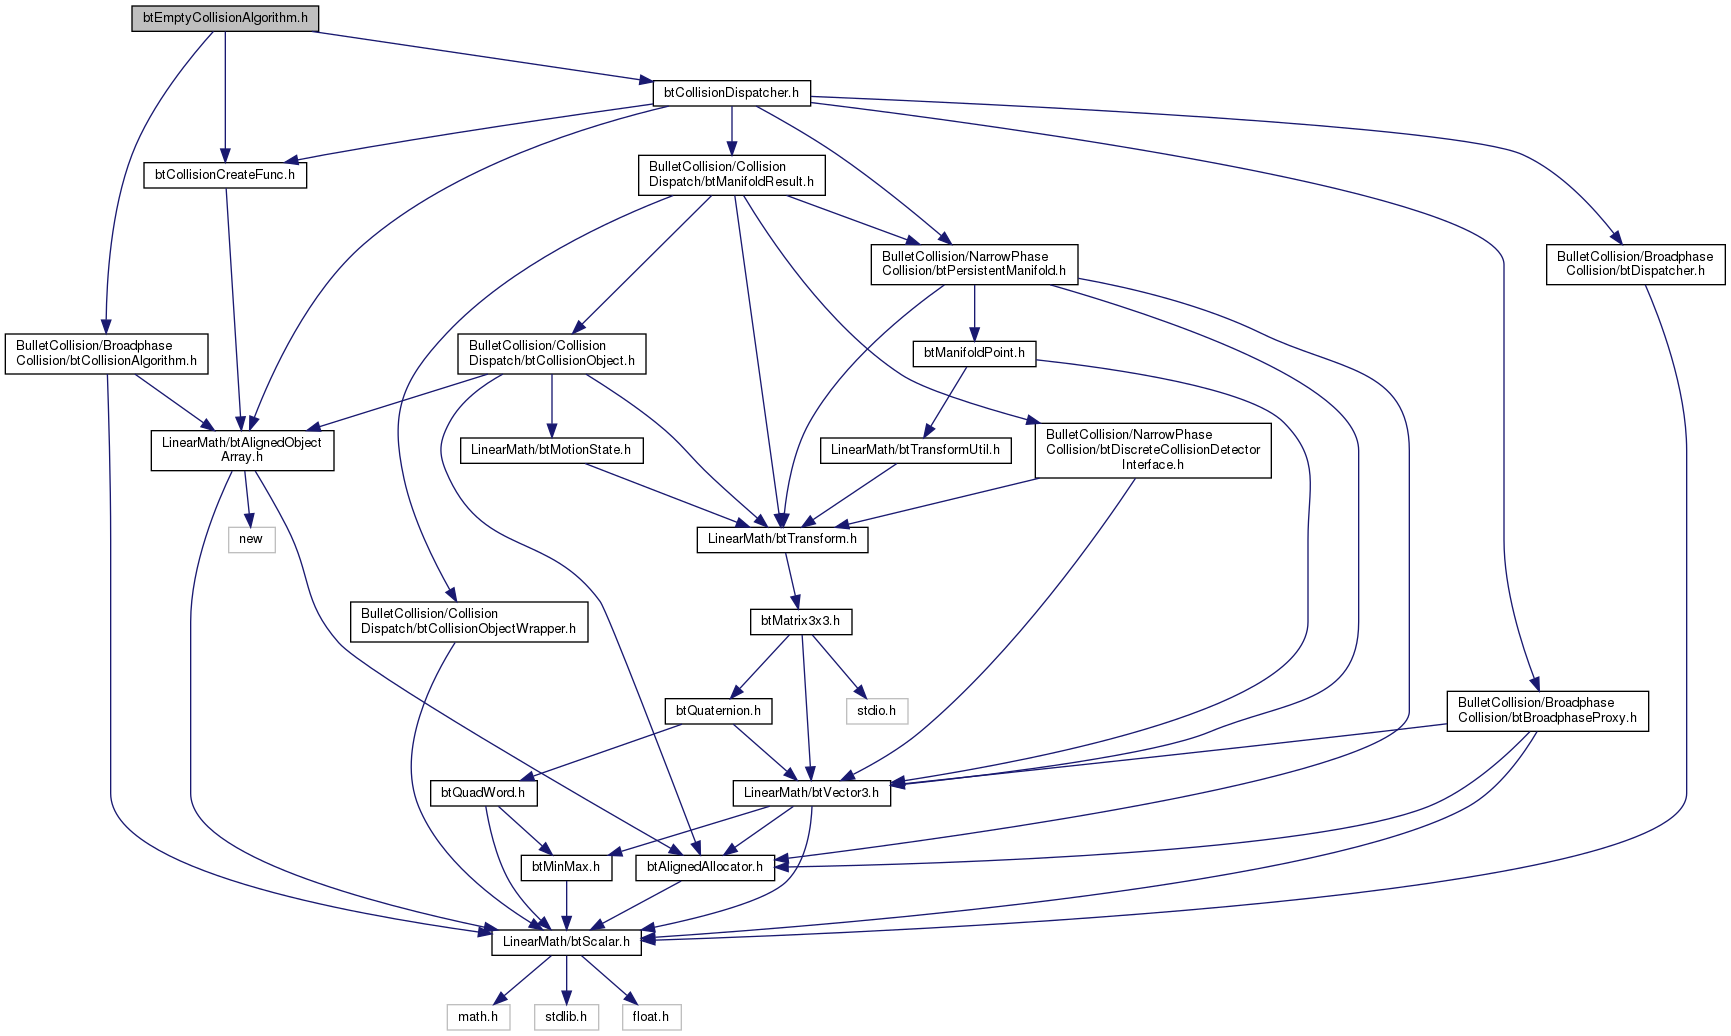 btEmptyCollisionAlgorithm.h
btCollisionDispatcher.h
btCollisionCreateFunc.h
BulletCollision/Collision
Dispatch/btManifoldResult.h
BulletCollision/NarrowPhase
Collision/btPersistentManifold.h
BulletCollision/Broadphase
Collision/btDispatcher.h
BulletCollision/Broadphase
Collision/btCollisionAlgorithm.h
BulletCollision/Collision
Dispatch/btCollisionObject.h
btManifoldPoint.h
LinearMath/btAlignedObject
Array.h
LinearMath/btMotionState.h
LinearMath/btTransformUtil.h
BulletCollision/NarrowPhase
Collision/btDiscreteCollisionDetector
Interface.h
new
LinearMath/btTransform.h
BulletCollision/Collision
Dispatch/btCollisionObjectWrapper.h
btMatrix3x3.h
btQuaternion.h
stdio.h
BulletCollision/Broadphase
Collision/btBroadphaseProxy.h
btQuadWord.h
LinearMath/btVector3.h
btMinMax.h
btAlignedAllocator.h
LinearMath/btScalar.h
math.h
stdlib.h
float.h